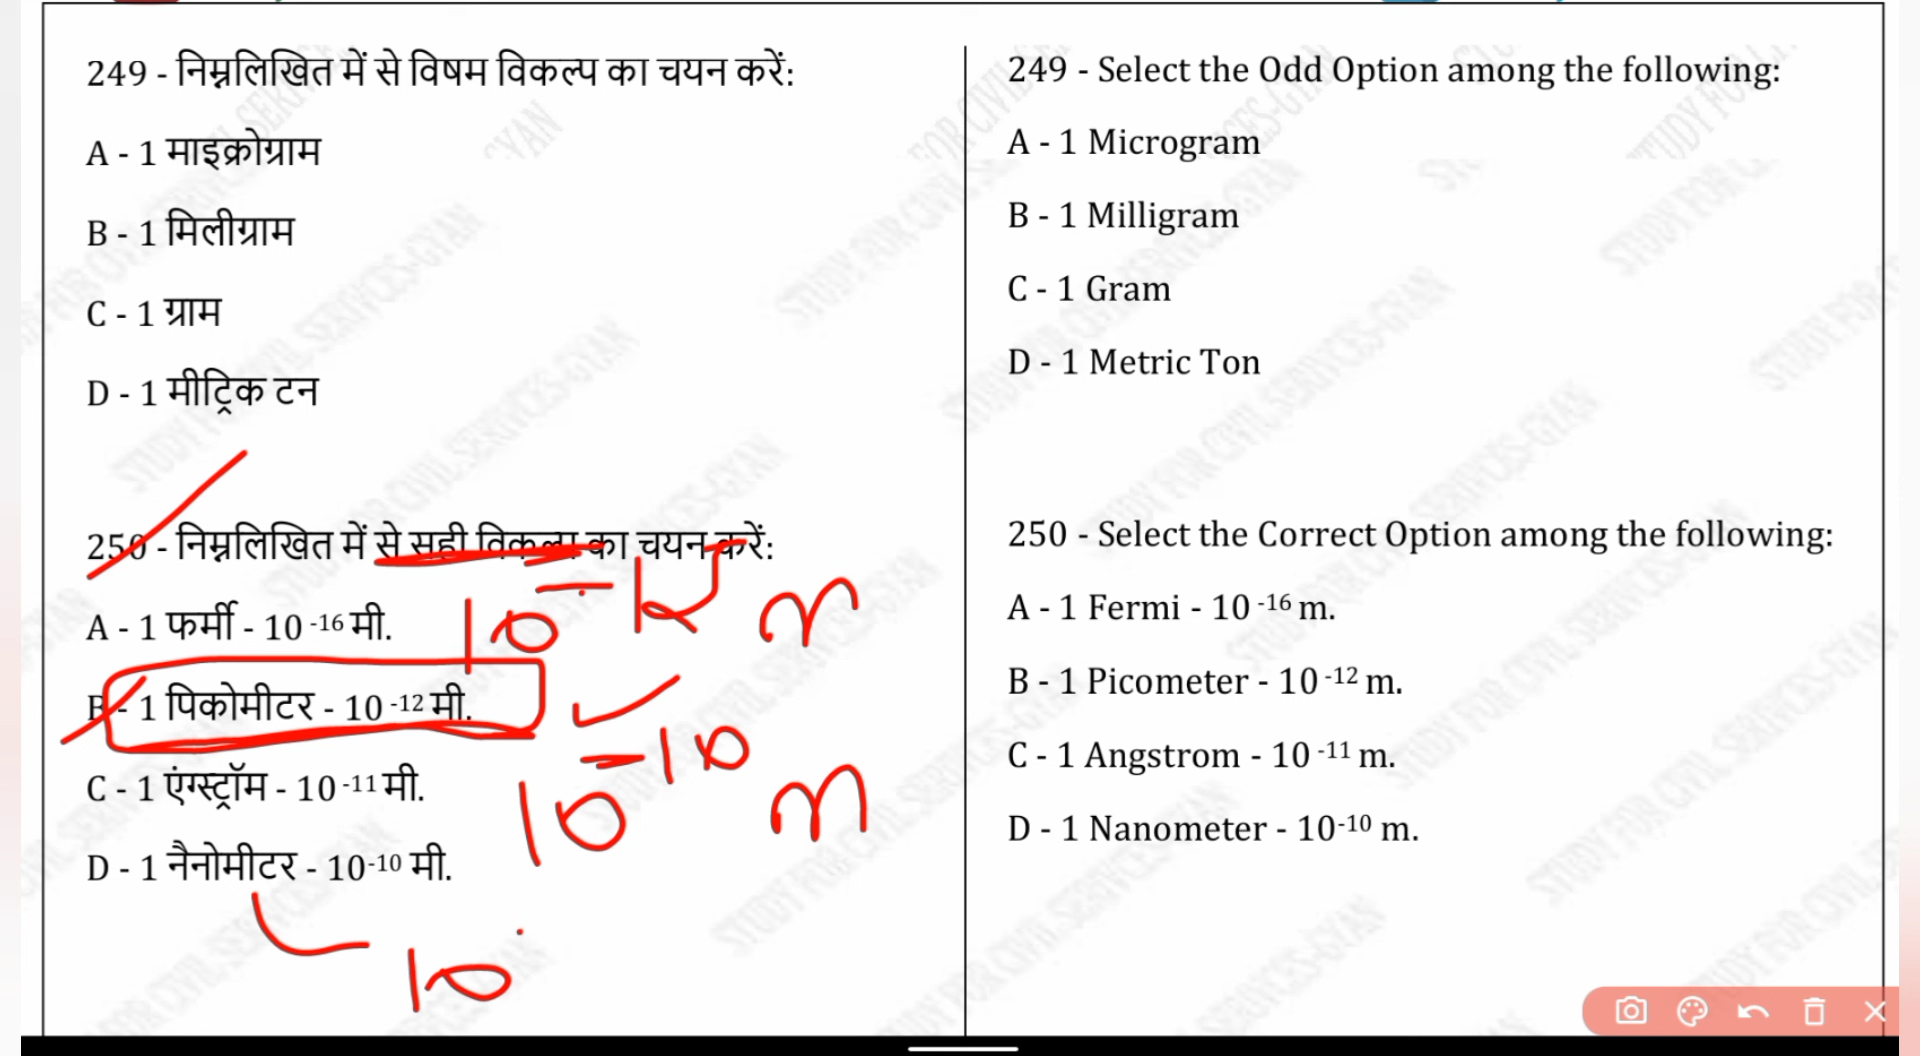 249 - निम्नलिखित में से विषम विकल्प का चयन करें:
A - 1 माइक्रोग्राम
B - 1 मिलीग्राम
C - 1 ग्राम
D - 1 मीट्रिक टन
250 - निम्नलिखित में से सही विकल्प का चयन करें:
A - 1 फर्मी - 10 -16 मी.
10 -15 m
B - 1 पिकोमीटर - 10 -12 मी.
C - 1 एंग्स्ट्रॉम - 10 -11 मी.
10 -10 m
D - 1 नैनोमीटर - 10-10 मी.
10
249 - Select the Odd Option among the following:
A - 1 Microgram
B - 1 Milligram
C - 1 Gram
D - 1 Metric Ton
250 - Select the Correct Option among the following:
A - 1 Fermi - 10 -16 m.
B - 1 Picometer - 10 -12 m.
C - 1 Angstrom - 10 -11 m.
D - 1 Nanometer - 10-10 m.